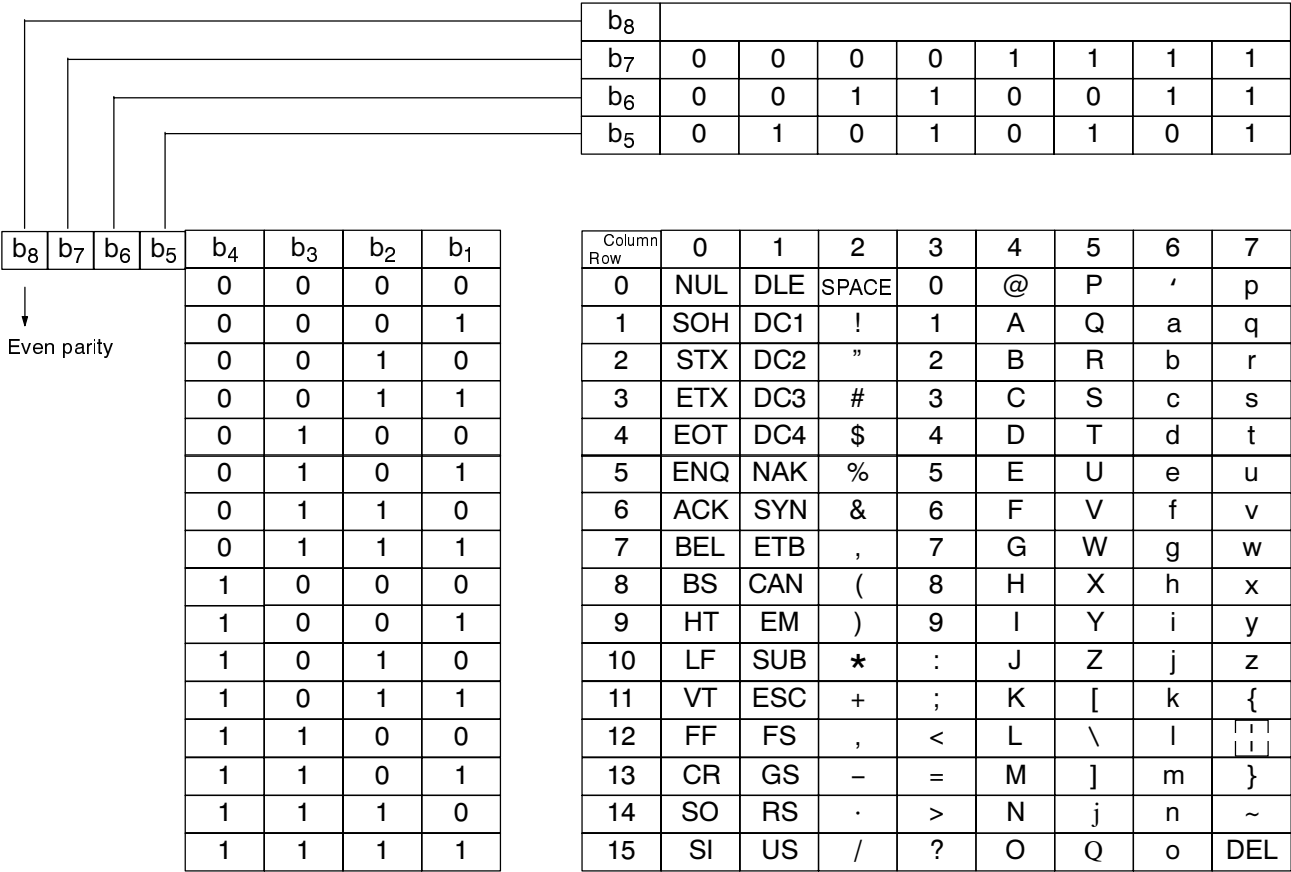 b8
b7 0 0 0 0 1 1 1 1
b6 0 0 1 1 0 0 1 1
b5 0 1 0 1 0 1 0 1
b8 b7 b6 b5 b4 b3 b2 b1 Column Row 0 1 2 3 4 5 6 7
0 0 0 0 0 NUL DLE SPACE 0 @ P ‘ p
0 0 0 1 1 SOH DC1 ! 1 A Q a q
Even parity
0 0 1 0 2 STX DC2 ” 2 B R b r
0 0 1 1 3 ETX DC3 # 3 C S c s
0 1 0 0 4 EOT DC4 $ 4 D T d t
0 1 0 1 5 ENQ NAK % 5 E U e u
0 1 1 0 6 ACK SYN & 6 F V f v
0 1 1 1 7 BEL ETB , 7 G W g w
1 0 0 0 8 BS CAN ( 8 H X h x
1 0 0 1 9 HT EM ) 9 I Y i y
1 0 1 0 10 LF SUB * : J Z j z
1 0 1 1 11 VT ESC + ; K [ k {
1 1 0 0 12 FF FS , < L \ l ¦
1 1 0 1 13 CR GS – = M ] m }
1 1 1 0 14 SO RS · > N j n ~
1 1 1 1 15 SI US / ? O Q o DEL